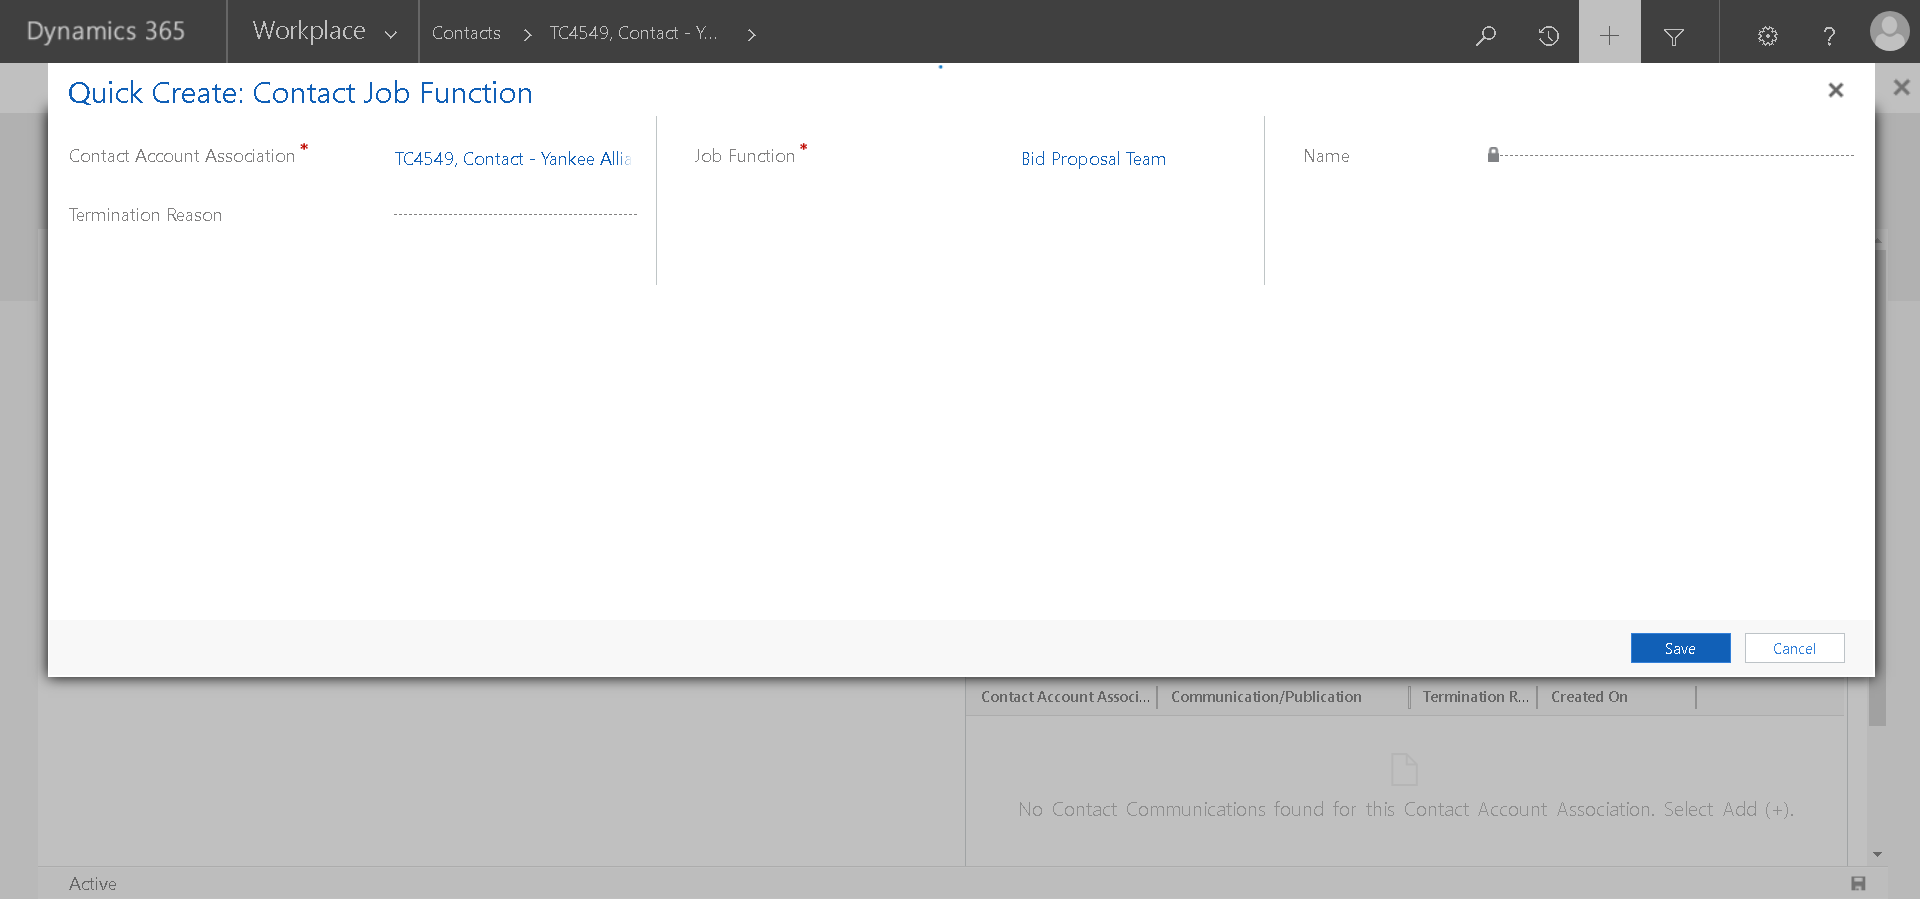 Dynamics 365 Workplace Contacts TC4549, Contact - Y...
Quick Create: Contact Job Function
Contact Account Association * TC4549, Contact - Yankee Allia Job Function * Bid Proposal Team Name
Termination Reason
Save Cancel
Contact Account Associ... Communication/Publication Termination R... Created On
No Contact Communications found for this Contact Account Association. Select Add (+).
Active